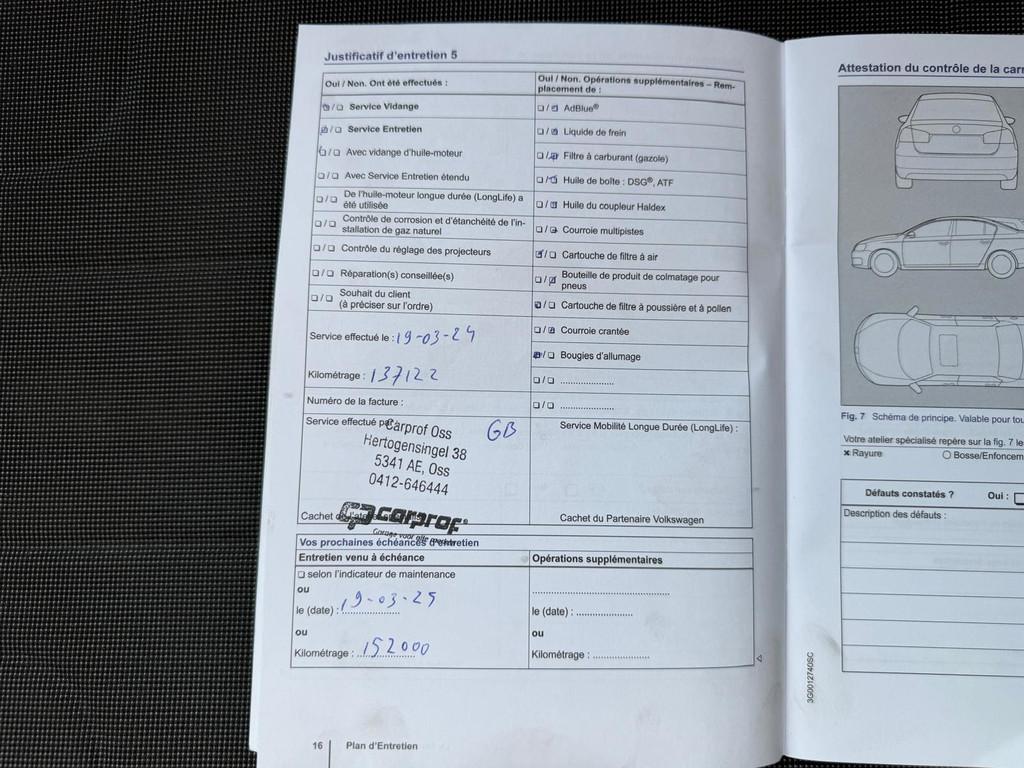 Justificatif d'entretien 5
Oui / Non. Ont été effectués :
☑/☐ Service Vidange
☑/☐ Service Entretien
☑/☐ Avec vidange d'huile-moteur
☐/☐ Avec Service Entretien étendu
☐/☐ De l'huile-moteur longue durée (LongLife) a
été utilisée
☐/☐ Contrôle de corrosion et d'étanchéité de l'in-
stallation de gaz naturel
☐/☐ Contrôle du réglage des projecteurs
☐/☐ Réparation(s) conseillée(s)
☐/☐ Souhait du client
(à préciser sur l'ordre)
Service effectué le : 19-03-24
Kilométrage : 137122
Numéro de la facture :
Service effectué par
Carprof Oss
Hertogensingel 38
5341 AE, Oss
0412-646444
GB
carprof
Cachet de l'atelier
Oui / Non. Opérations supplémentaires – Rem-
placement de :
☐/☑ AdBlue®
☐/☑ Liquide de frein
☐/☑ Filtre à carburant (gazole)
☐/☑ Huile de boîte : DSG®, ATF
☐/☑ Huile du coupleur Haldex
☐/☑ Courroie multipistes
☑/☐ Cartouche de filtre à air
☐/☑ Bouteille de produit de colmatage pour
pneus
☑/☐ Cartouche de filtre à poussière et à pollen
☐/☑ Courroie crantée
☑/☐ Bougies d'allumage
☐/☐ ......................
☐/☐ ......................
Service Mobilité Longue Durée (LongLife) :
Cachet du Partenaire Volkswagen
Vos prochaines échéances d'entretien
Entretien venu à échéance
☐ selon l'indicateur de maintenance
ou
le (date) : 19-03-25
ou
Kilométrage : 152000
Opérations supplémentaires
le (date) : ....................
ou
Kilométrage : ....................
16 | Plan d'Entretien
Attestation du contrôle de la carr
Fig. 7 Schéma de principe. Valable pour tou
Votre atelier spécialisé repère sur la fig. 7 le
✖ Rayure ○ Bosse/Enfoncem
Défauts constatés ? Oui : ☐
Description des défauts :
3G0012740SC